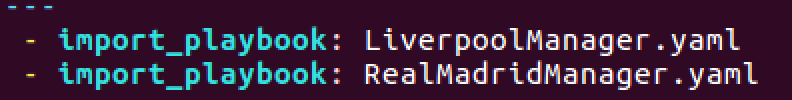 ---
- import_playbook: LiverpoolManager.yaml
- import_playbook: RealMadridManager.yaml